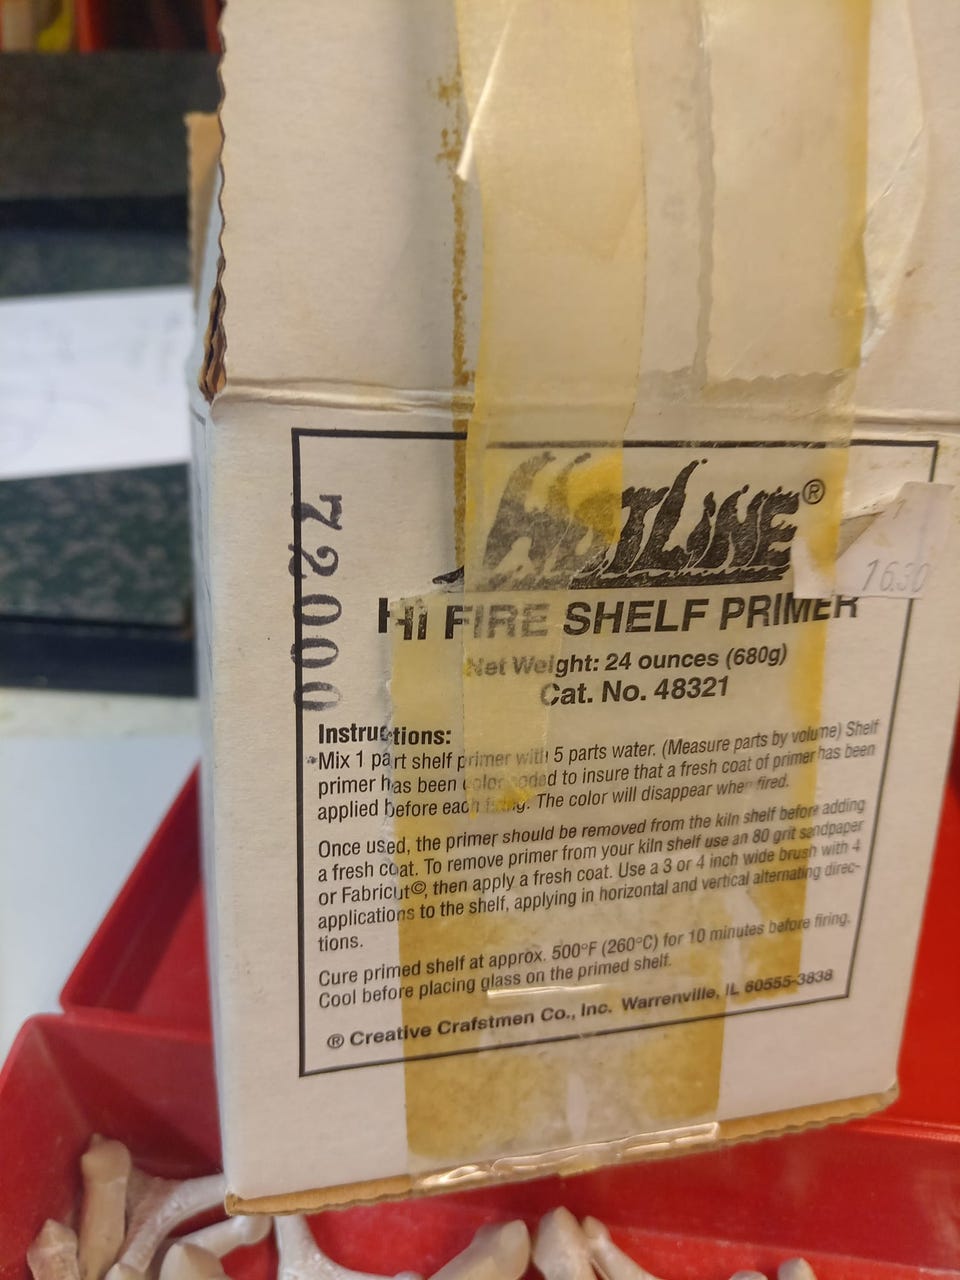 HOTLINE®
HI FIRE SHELF PRIMER
Net Weight: 24 ounces (680g)
Cat. No. 48321
72000
16.30
Instructions:
Mix 1 part shelf primer with 5 parts water. (Measure parts by volume) Shelf
primer has been color coded to insure that a fresh coat of primer has been
applied before each firing. The color will disappear when fired.
Once used, the primer should be removed from the kiln shelf before adding
a fresh coat. To remove primer from your kiln shelf use an 80 grit sandpaper
or Fabricut©, then apply a fresh coat. Use a 3 or 4 inch wide brush with 4
applications to the shelf, applying in horizontal and vertical alternating direc-
tions.
Cure primed shelf at approx. 500°F (260°C) for 10 minutes before firing.
Cool before placing glass on the primed shelf.
® Creative Crafstmen Co., Inc. Warrenville, IL 60555-3838